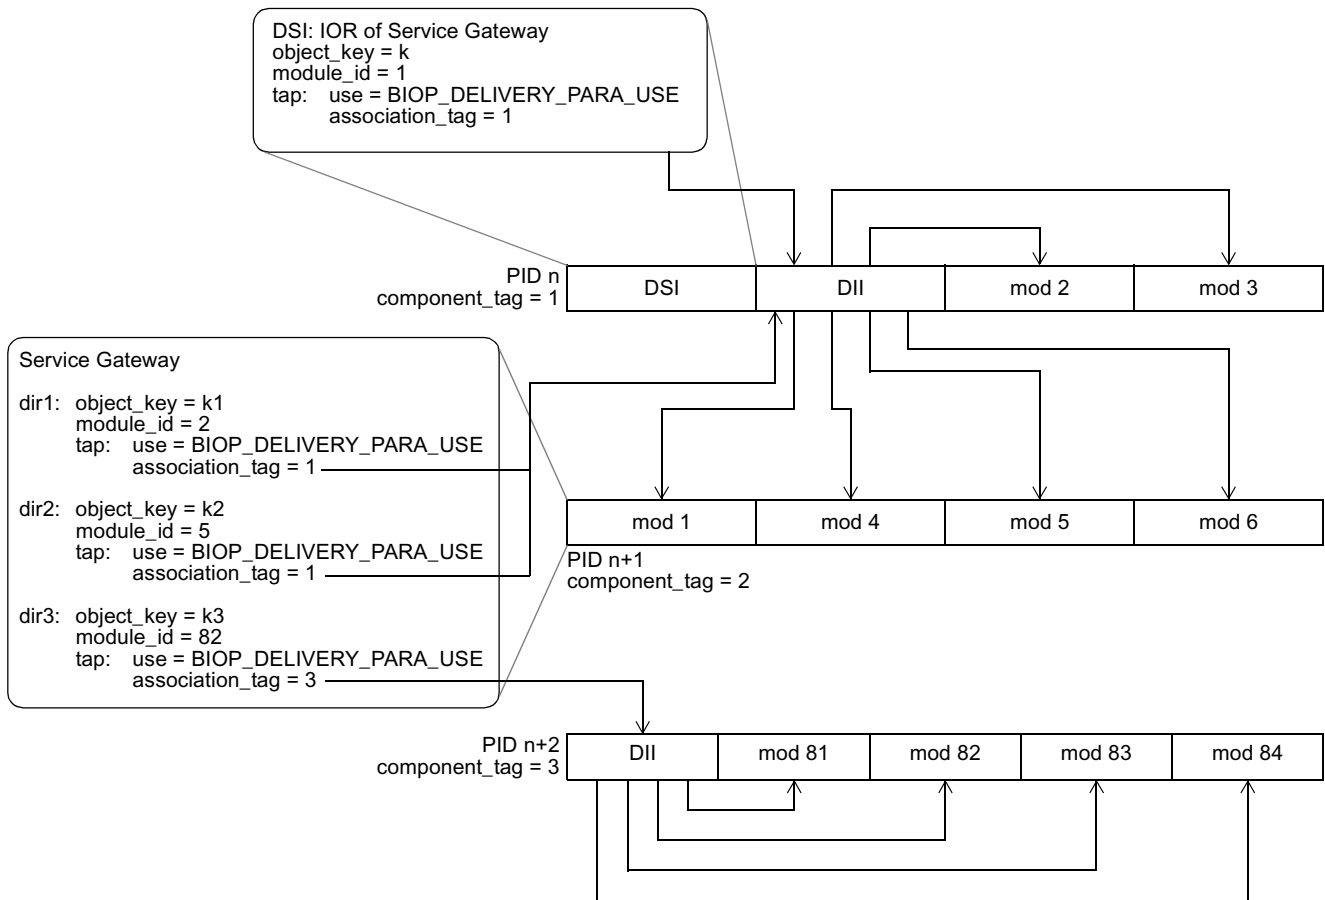 DSI: IOR of Service Gateway
object_key = k
module_id = 1
tap: use = BIOP_DELIVERY_PARA_USE
association_tag = 1
PID n
component_tag = 1
DSI
DII
mod 2
mod 3
Service Gateway
dir1: object_key = k1
module_id = 2
tap: use = BIOP_DELIVERY_PARA_USE
association_tag = 1
dir2: object_key = k2
module_id = 5
tap: use = BIOP_DELIVERY_PARA_USE
association_tag = 1
dir3: object_key = k3
module_id = 82
tap: use = BIOP_DELIVERY_PARA_USE
association_tag = 3
mod 1
mod 4
mod 5
mod 6
PID n+1
component_tag = 2
PID n+2
component_tag = 3
DII
mod 81
mod 82
mod 83
mod 84